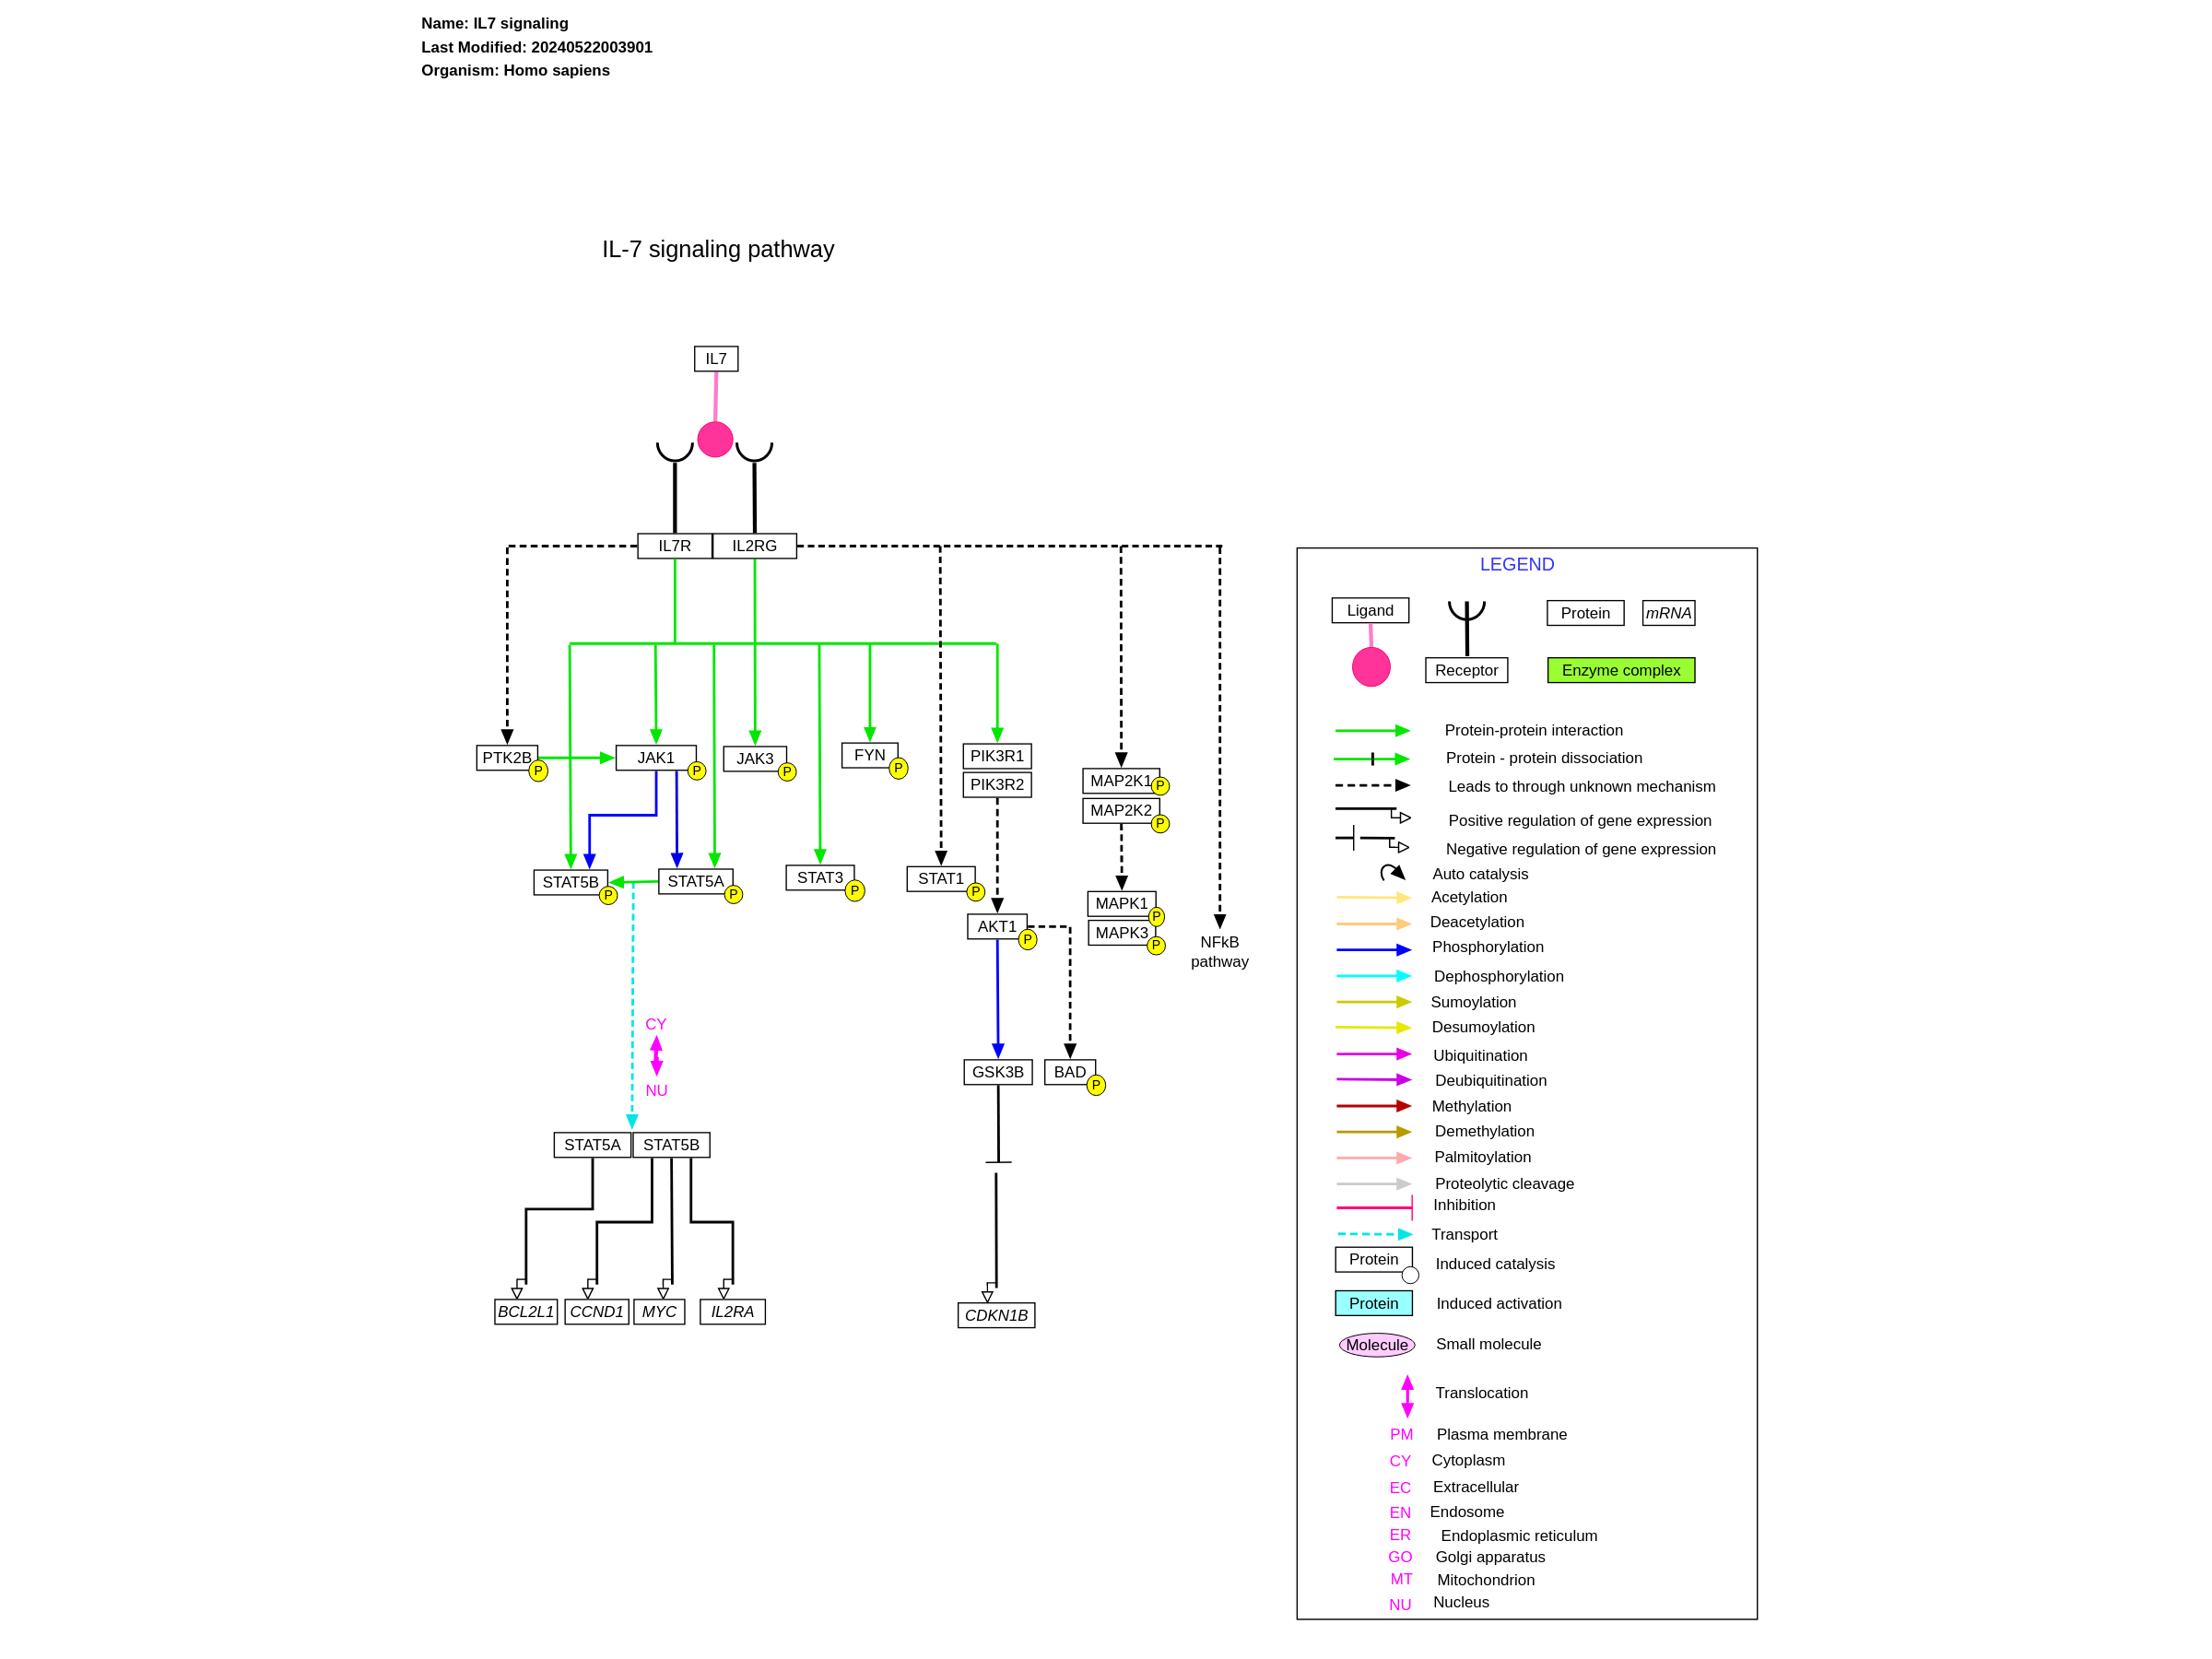 Name: IL7 signaling
Last Modified: 20240522003901
Organism: Homo sapiens
IL-7 signaling pathway
IL7
IL7R
IL2RG
PTK2B
P
JAK1
P
JAK3
P
FYN
P
PIK3R1
PIK3R2
MAP2K1
P
MAP2K2
P
STAT5B
P
STAT5A
P
STAT3
P
STAT1
P
MAPK1
P
MAPK3
P
AKT1
P
NFkB
pathway
CY
NU
GSK3B
BAD
P
STAT5A
STAT5B
BCL2L1
CCND1
MYC
IL2RA
CDKN1B
LEGEND
Ligand
Receptor
Protein
mRNA
Enzyme complex
Protein-protein interaction
Protein - protein dissociation
Leads to through unknown mechanism
Positive regulation of gene expression
Negative regulation of gene expression
Auto catalysis
Acetylation
Deacetylation
Phosphorylation
Dephosphorylation
Sumoylation
Desumoylation
Ubiquitination
Deubiquitination
Methylation
Demethylation
Palmitoylation
Proteolytic cleavage
Inhibition
Transport
Protein
Induced catalysis
Protein
Induced activation
Molecule
Small molecule
Translocation
PM Plasma membrane
CY Cytoplasm
EC Extracellular
EN Endosome
ER Endoplasmic reticulum
GO Golgi apparatus
MT Mitochondrion
NU Nucleus